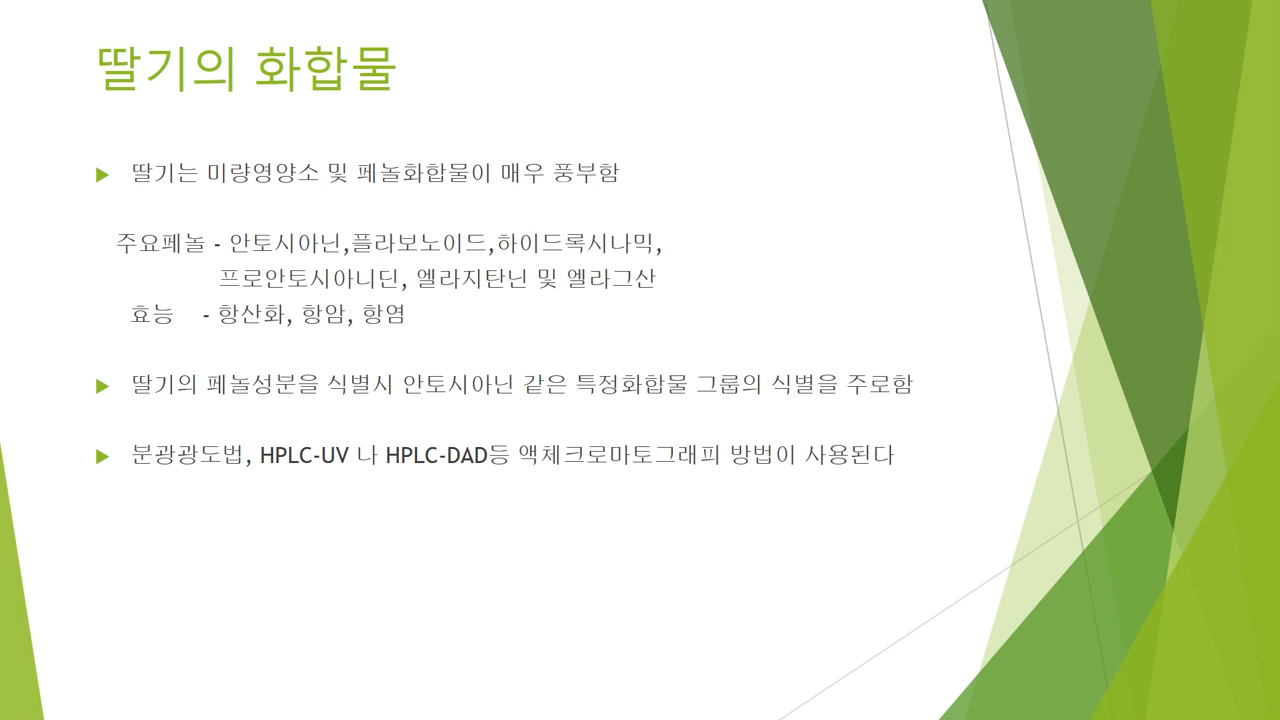 딸기의 화합물
딸기는 미량영양소 및 페놀화합물이 매우 풍부함
주요페놀 - 안토시아닌,플라보노이드,하이드록시나믹,
프로안토시아니딘, 엘라지탄닌 및 엘라그산
효능 - 항산화, 항암, 항염
딸기의 페놀성분을 식별시 안토시아닌 같은 특정화합물 그룹의 식별을 주로함
분광광도법, HPLC-UV 나 HPLC-DAD등 액체크로마토그래피 방법이 사용된다